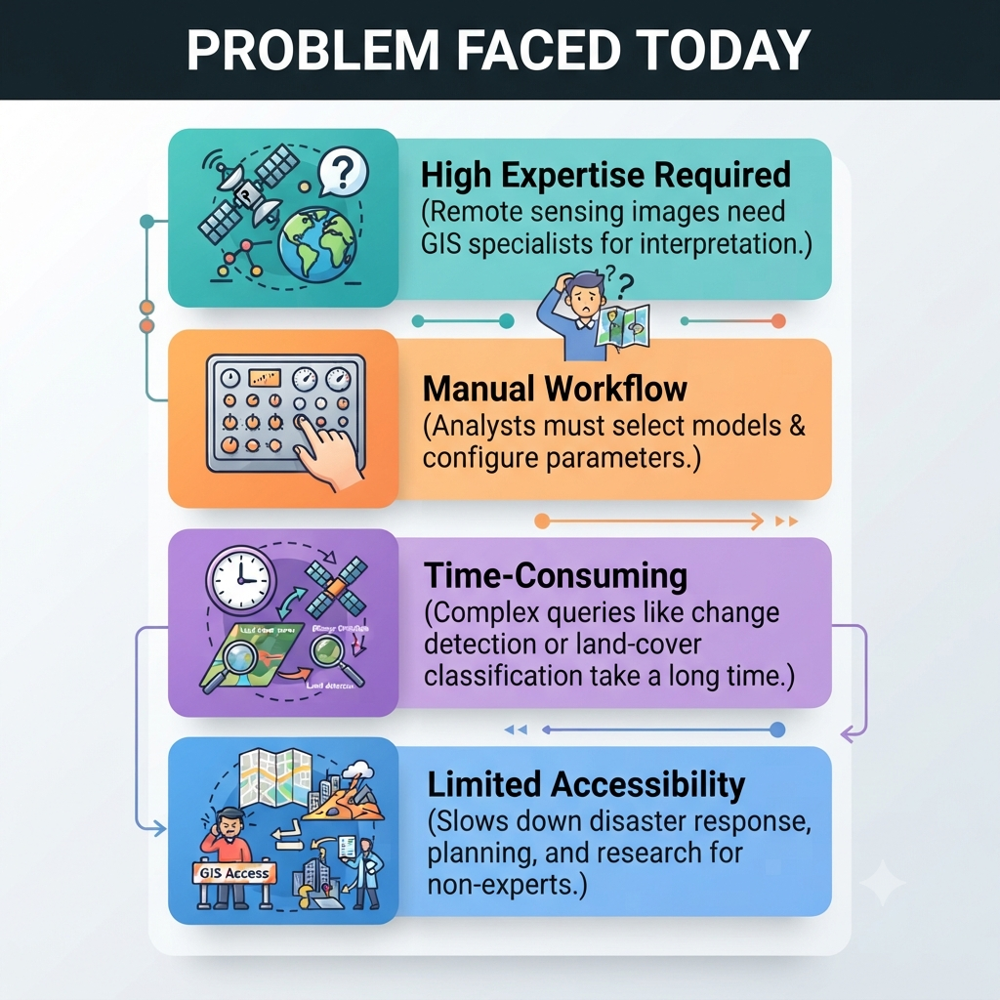 PROBLEM FACED TODAY
?
High Expertise Required
(Remote sensing images need
GIS specialists for interpretation.)
? ?
Manual Workflow
(Analysts must select models &
configure parameters.)
Time-Consuming
(Complex queries like change
detection or land-cover
classification take a long time.)
Limited Accessibility
(Slows down disaster response,
planning, and research for
non-experts.)
GIS Access